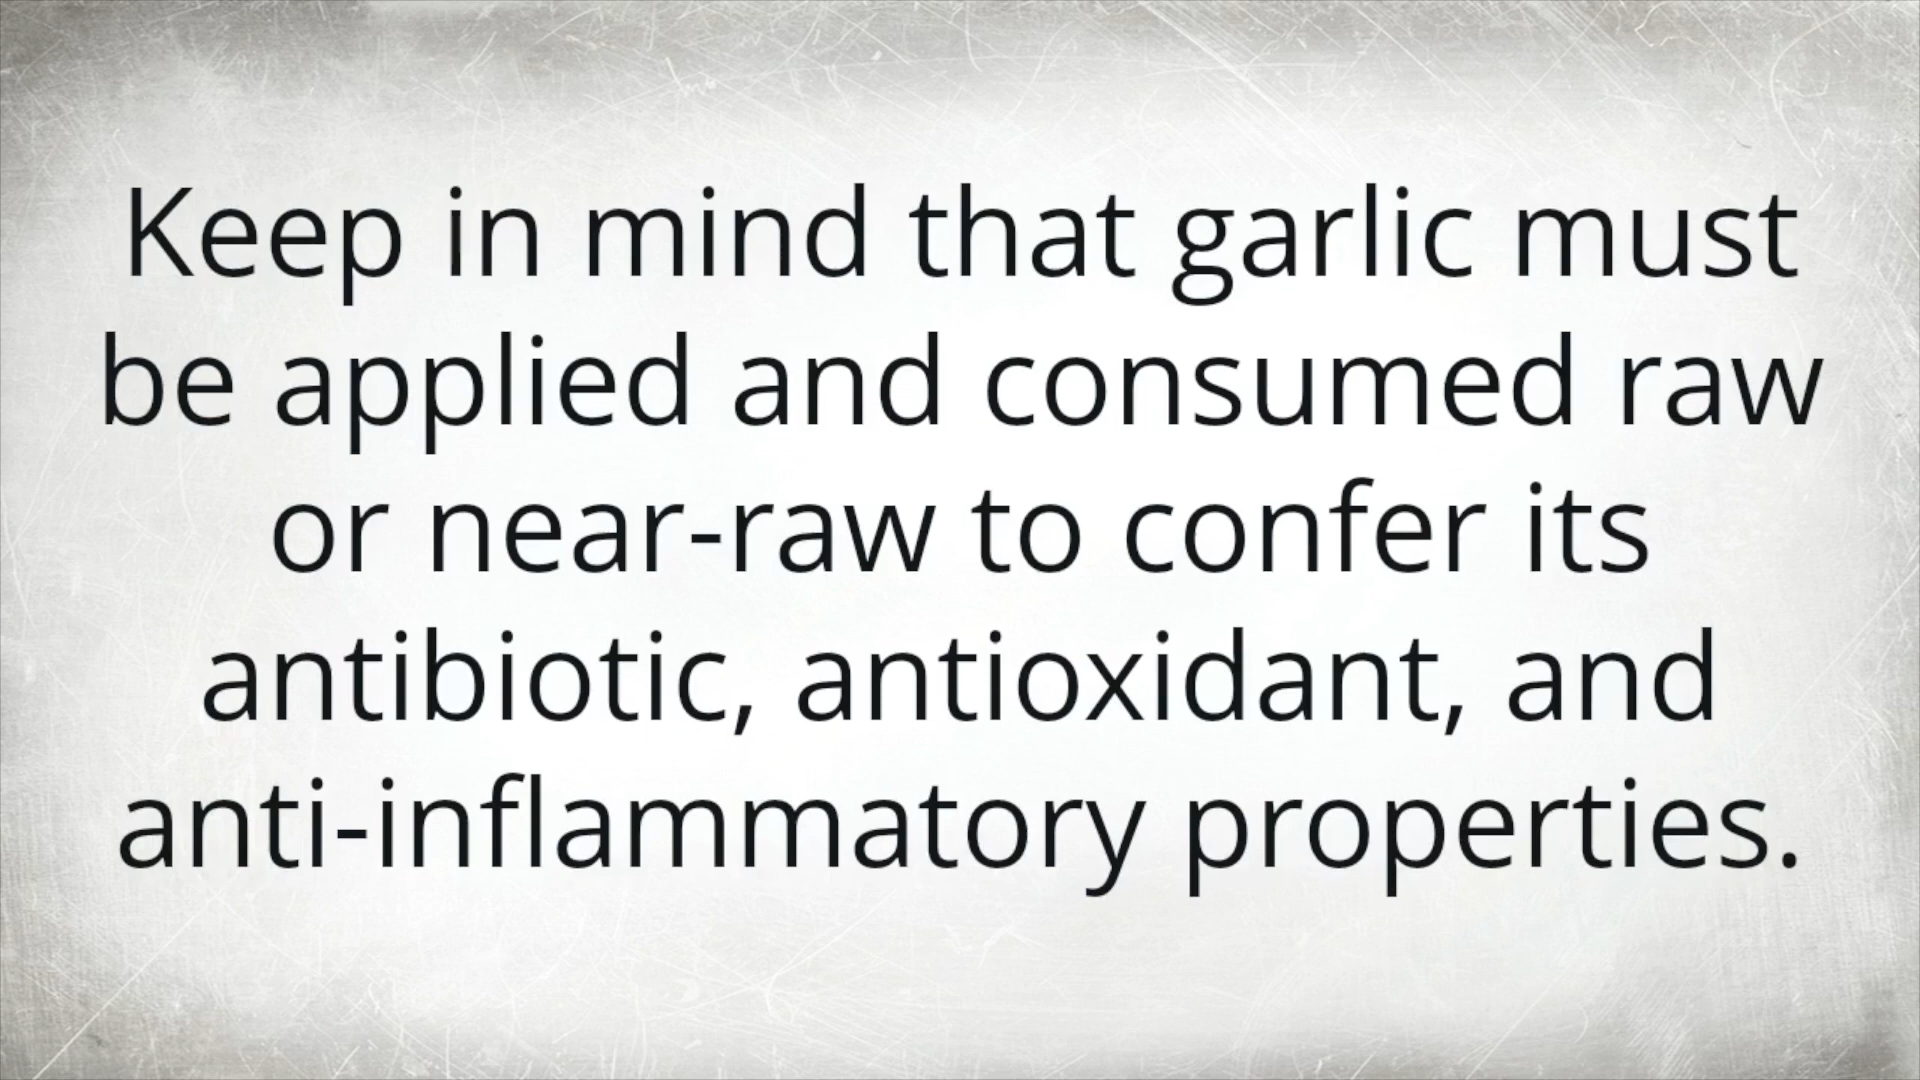 Keep in mind that garlic must
be applied and consumed raw
or near-raw to confer its
antibiotic, antioxidant, and
anti-inflammatory properties.